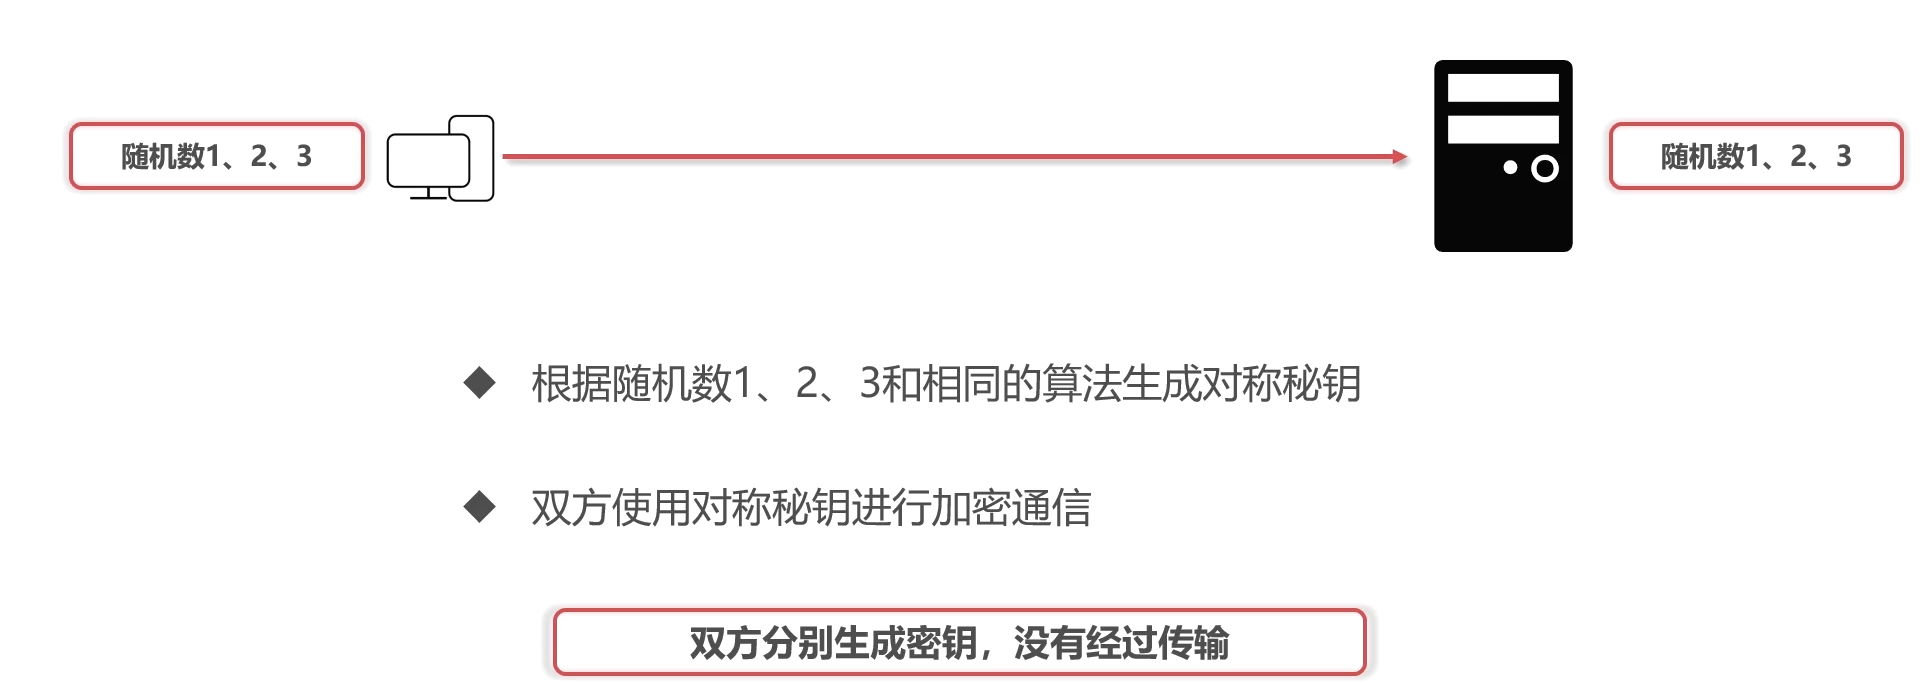 随机数1、2、3
随机数1、2、3
根据随机数1、2、3和相同的算法生成对称秘钥
双方使用对称秘钥进行加密通信
双方分别生成密钥，没有经过传输